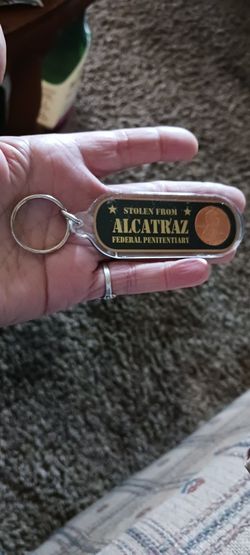 STOLEN FROM
ALCATRAZ
FEDERAL PENITENTIARY